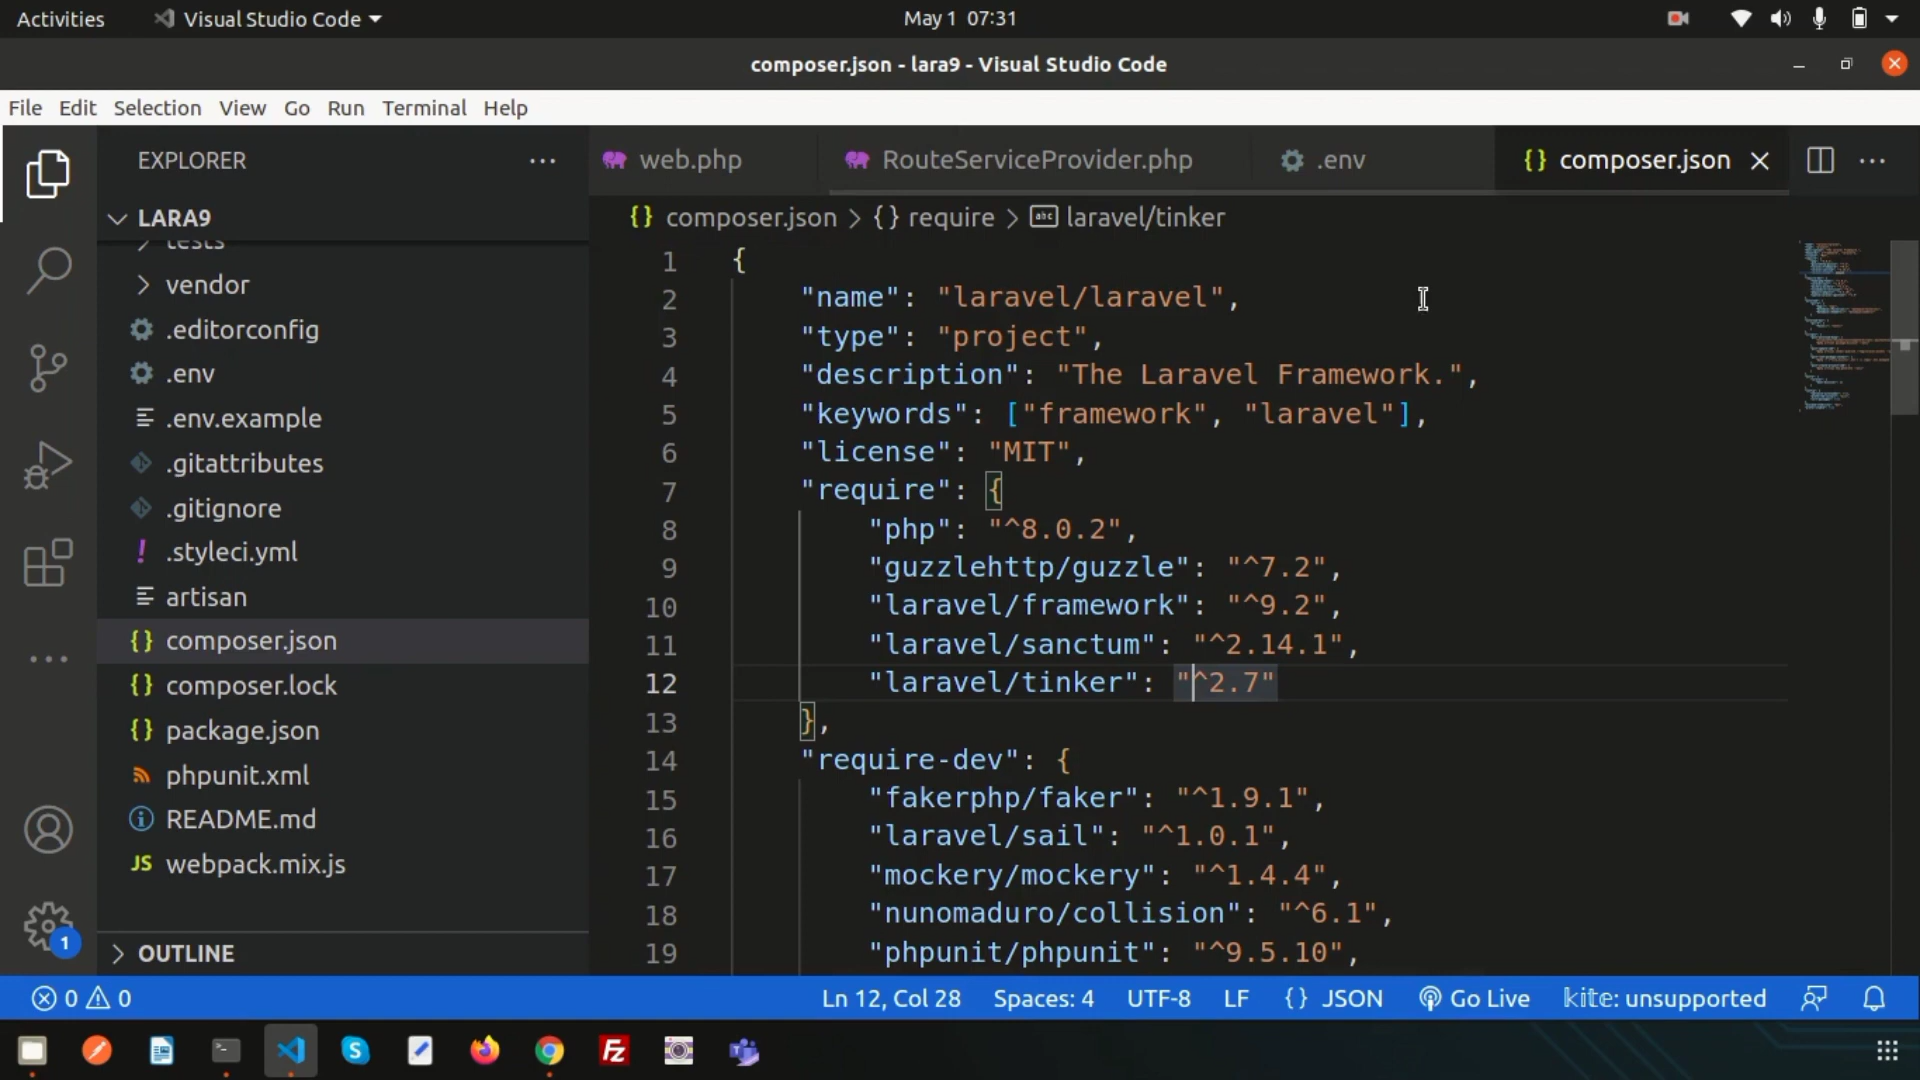 Activities Visual Studio Code May 1 07:31
composer.json - lara9 - Visual Studio Code
File Edit Selection View Go Run Terminal Help
EXPLORER
LARA9
tests
vendor
.editorconfig
.env
.env.example
.gitattributes
.gitignore
! .styleci.yml
artisan
{} composer.json
{} composer.lock
{} package.json
phpunit.xml
README.md
JS webpack.mix.js
OUTLINE
web.php RouteServiceProvider.php .env {} composer.json
{} composer.json > {} require > abc laravel/tinker
1 {
2 "name": "laravel/laravel",
3 "type": "project",
4 "description": "The Laravel Framework.",
5 "keywords": ["framework", "laravel"],
6 "license": "MIT",
7 "require": {
8 "php": "^8.0.2",
9 "guzzlehttp/guzzle": "^7.2",
10 "laravel/framework": "^9.2",
11 "laravel/sanctum": "^2.14.1",
12 "laravel/tinker": "^2.7"
13 },
14 "require-dev": {
15 "fakerphp/faker": "^1.9.1",
16 "laravel/sail": "^1.0.1",
17 "mockery/mockery": "^1.4.4",
18 "nunomaduro/collision": "^6.1",
19 "phpunit/phpunit": "^9.5.10",
1
0 0 Ln 12, Col 28 Spaces: 4 UTF-8 LF {} JSON Go Live kite: unsupported